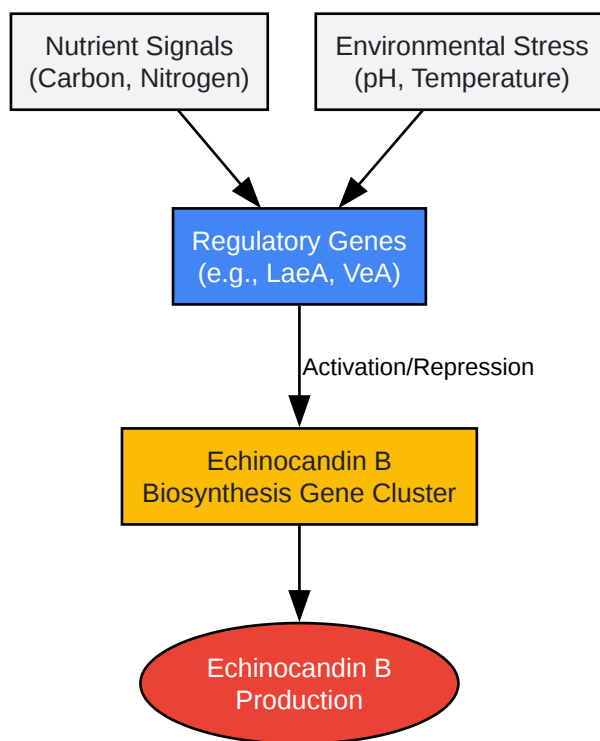 Nutrient Signals
(Carbon, Nitrogen)
Environmental Stress
(pH, Temperature)
Regulatory Genes
(e.g., LaeA, VeA)
Activation/Repression
Echinocandin B
Biosynthesis Gene Cluster
Echinocandin B
Production